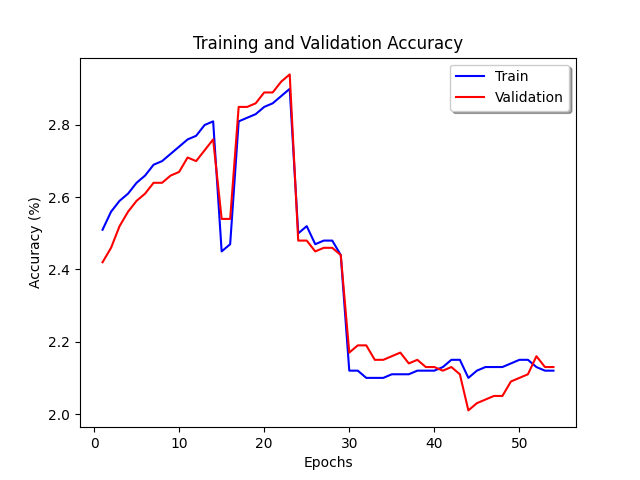 Training and Validation Accuracy
Train
Validation
Accuracy (%)
2.8
2.6
2.4
2.2
2.0
0 10 20 30 40 50
Epochs